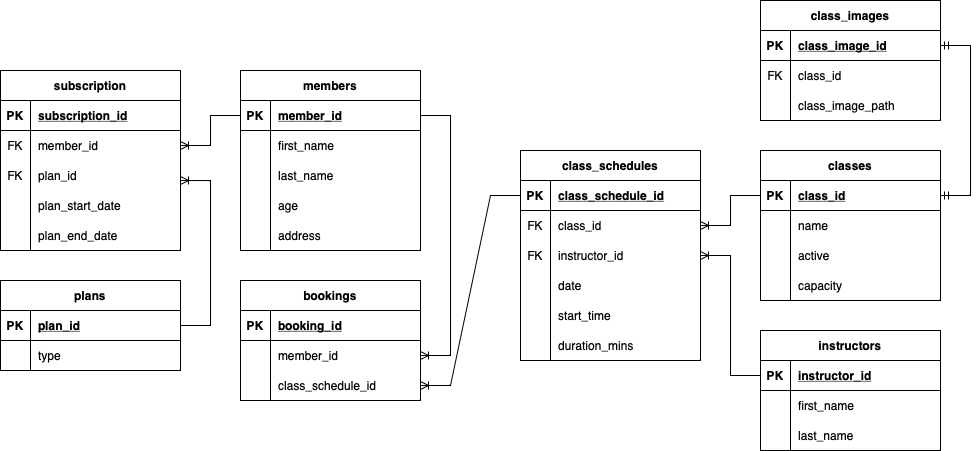 class_images
PK class_image_id
FK class_id
class_image_path
subscription
PK subscription_id
FK member_id
FK plan_id
plan_start_date
plan_end_date
members
PK member_id
first_name
last_name
age
address
class_schedules
PK class_schedule_id
FK class_id
FK instructor_id
date
start_time
duration_mins
classes
PK class_id
name
active
capacity
plans
PK plan_id
type
bookings
PK booking_id
member_id
class_schedule_id
instructors
PK instructor_id
first_name
last_name